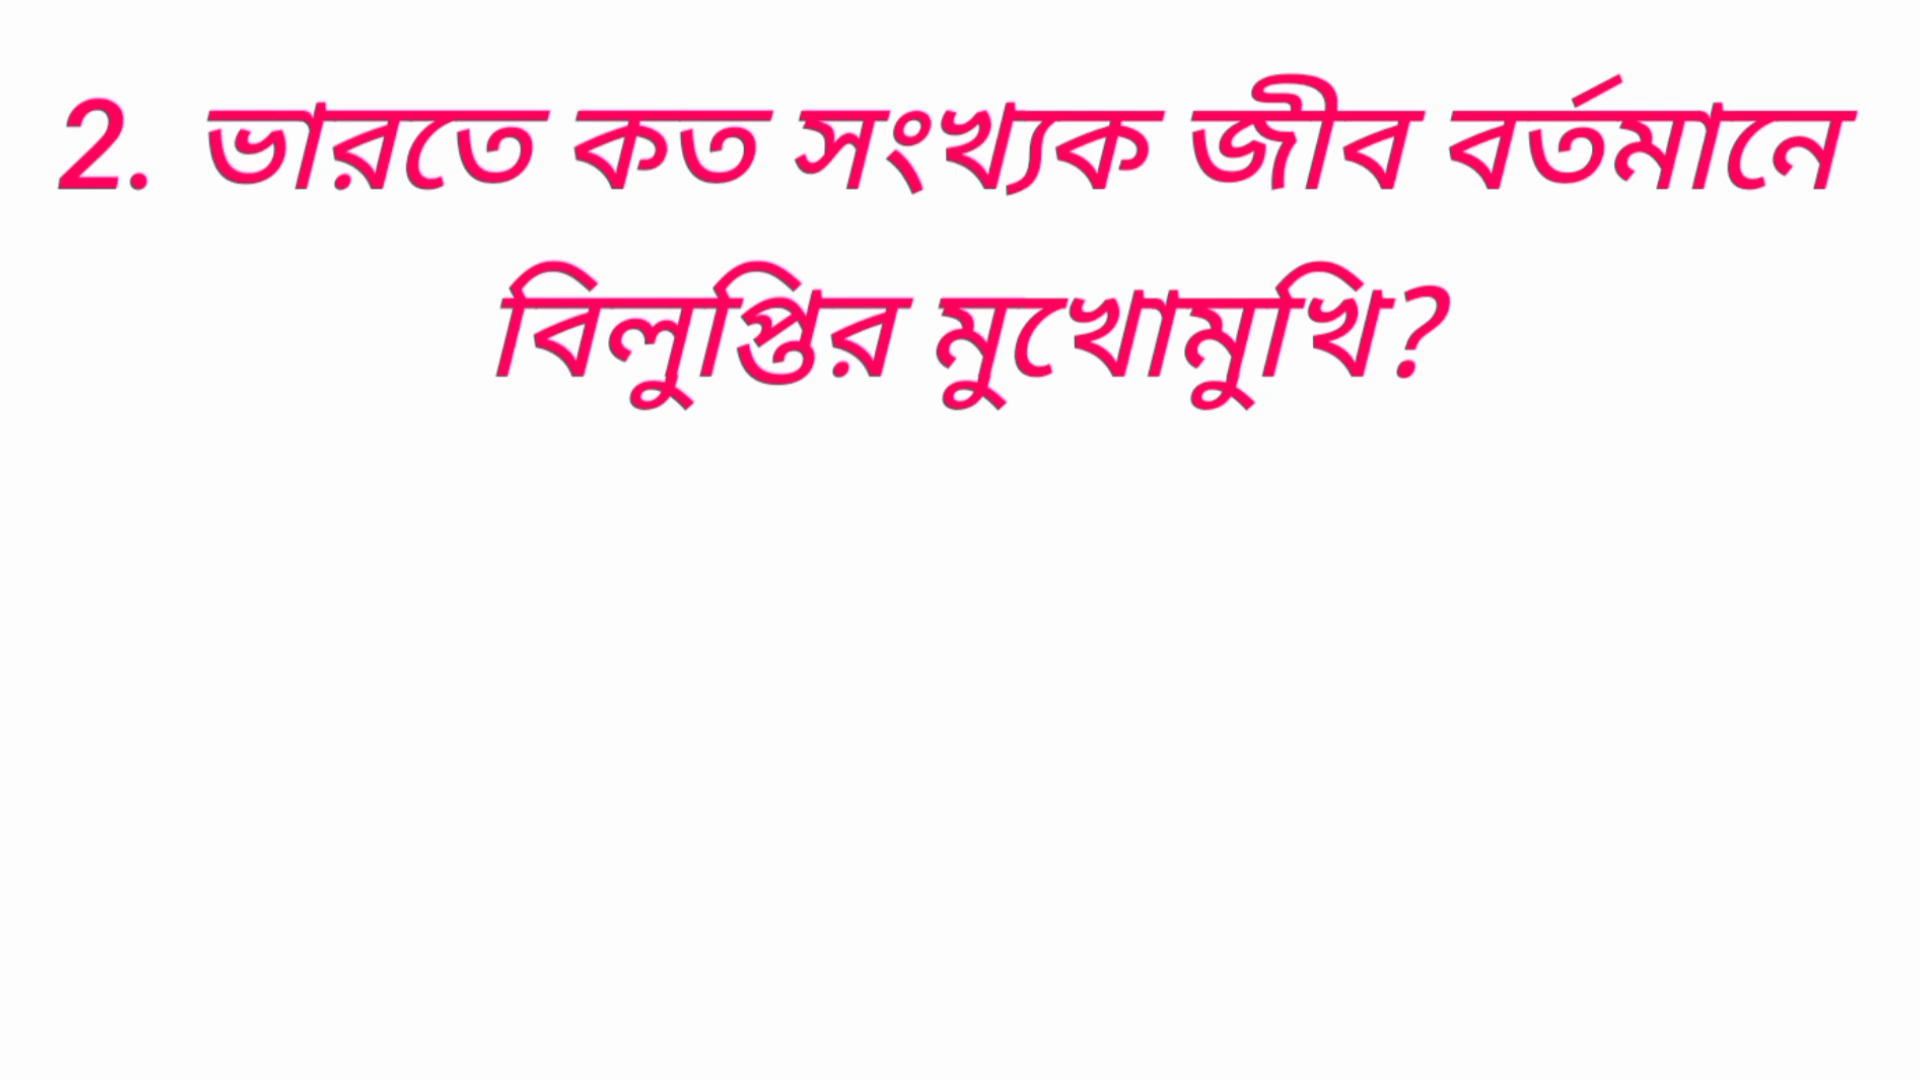 2. ভারতে কত সংখ্যক জীব বর্তমানে
বিলুপ্তির মুখোমুখি?